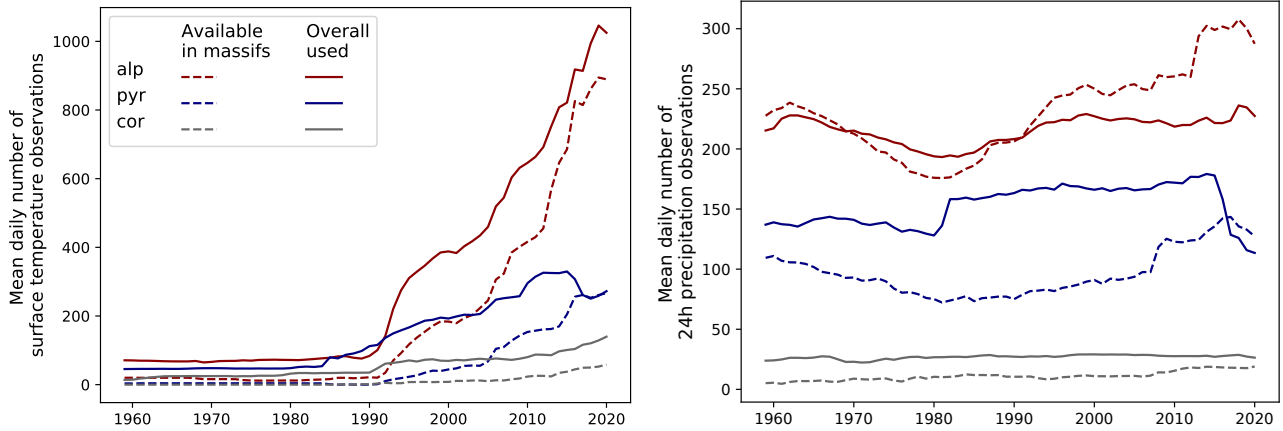 Mean daily number of
surface temperature observations
1000
800
600
400
200
0
Available
in massifs
Overall
used
alp
pyr
cor
1960
1970
1980
1990
2000
2010
2020
Mean daily number of
24h precipitation observations
300
250
200
150
100
50
0
1960
1970
1980
1990
2000
2010
2020